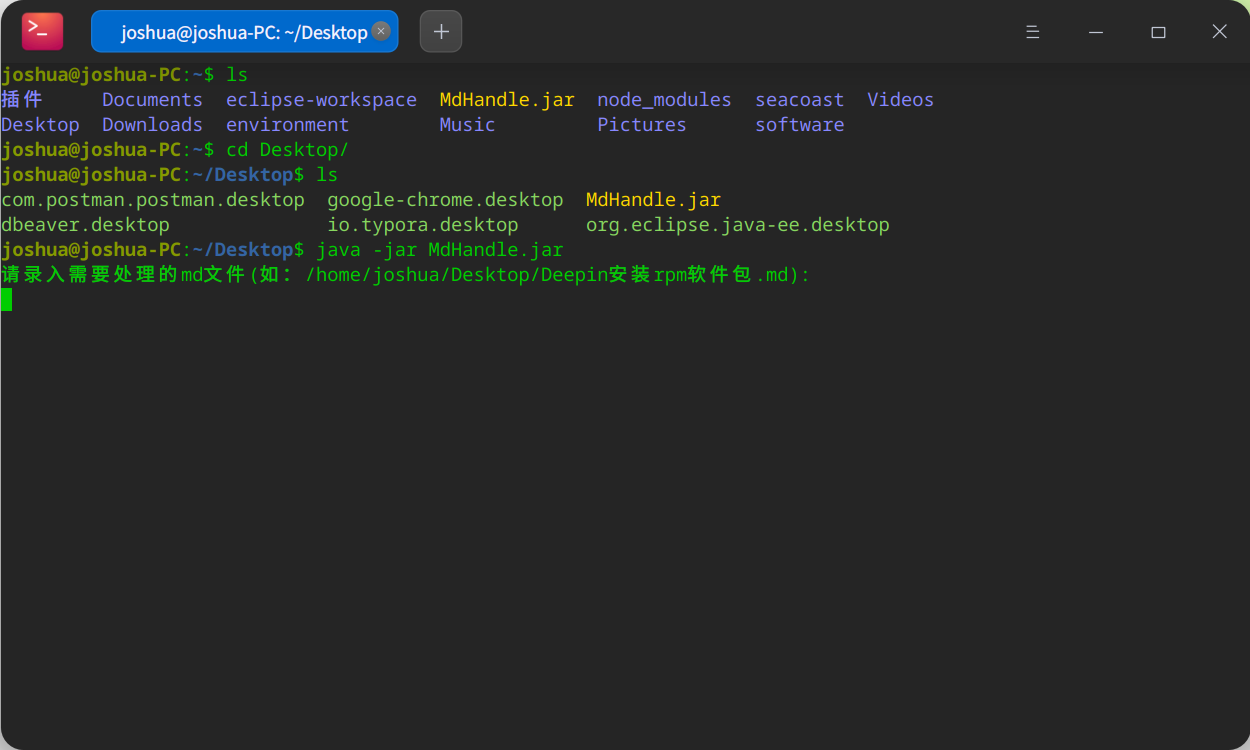 joshua@joshua-PC: ~/Desktop
joshua@joshua-PC:~$ ls
插件 Documents eclipse-workspace MdHandle.jar node_modules seacoast Videos
Desktop Downloads environment Music Pictures software
joshua@joshua-PC:~$ cd Desktop/
joshua@joshua-PC:~/Desktop$ ls
com.postman.postman.desktop google-chrome.desktop MdHandle.jar
dbeaver.desktop io.typora.desktop org.eclipse.java-ee.desktop
joshua@joshua-PC:~/Desktop$ java -jar MdHandle.jar
请录入需要处理的md文件(如：/home/joshua/Desktop/Deepin安装rpm软件包.md):